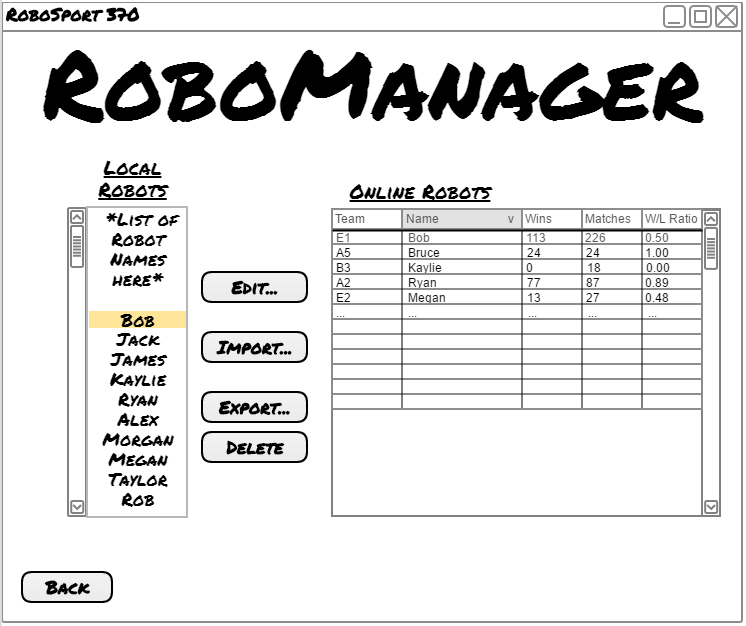 RoboSport 370
RoboManager
Local
Robots
*List of
Robot
Names
here*
Bob
Jack
James
Kaylie
Ryan
Alex
Morgan
Megan
Taylor
Rob
Edit...
Import...
Export...
Delete
Online Robots
Team Name v Wins Matches W/L Ratio
E1 Bob 113 226 0.50
A5 Bruce 24 24 1.00
B3 Kaylie 0 18 0.00
A2 Ryan 77 87 0.89
E2 Megan 13 27 0.48
... ... ... ... ...
Back